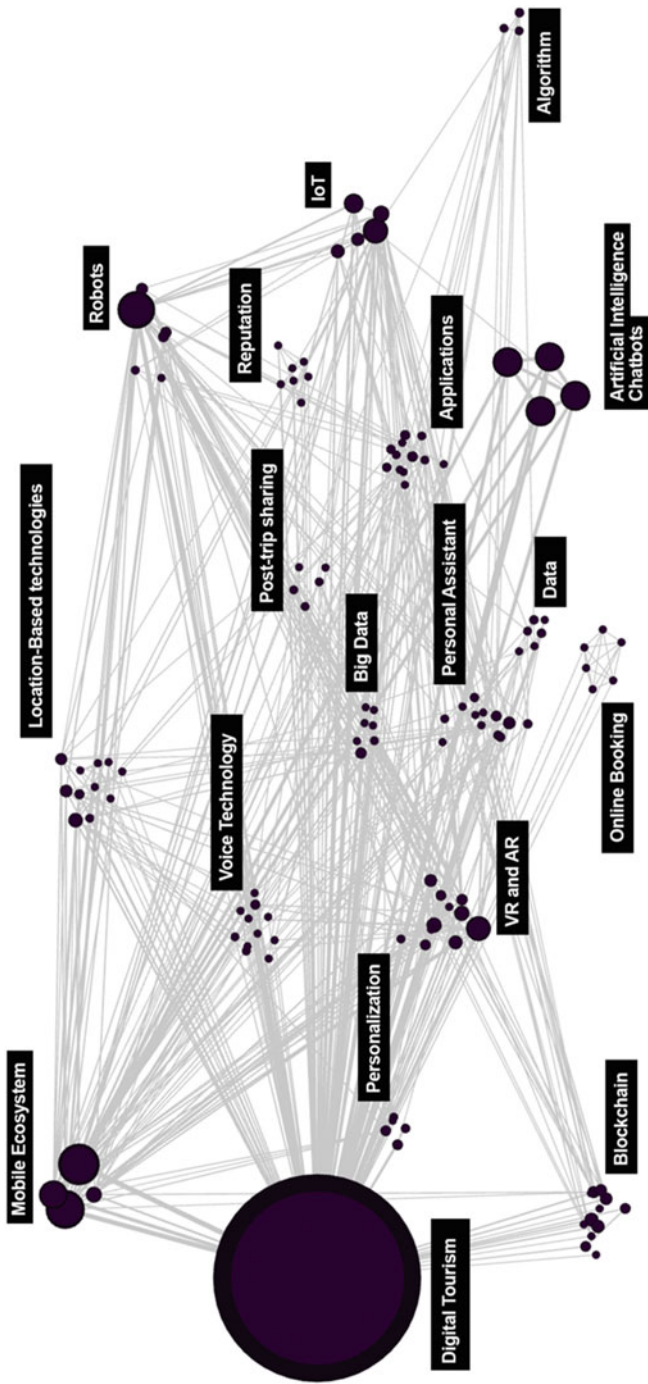 Mobile Ecosystem
Location-Based technologies
Robots
Voice Technology
Reputation
Post-trip sharing
IoT
Big Data
Personalization
Digital Tourism
Personal Assistant
Applications
VR and AR
Data
Algorithm
Blockchain
Online Booking
Artificial Intelligence
Chatbots